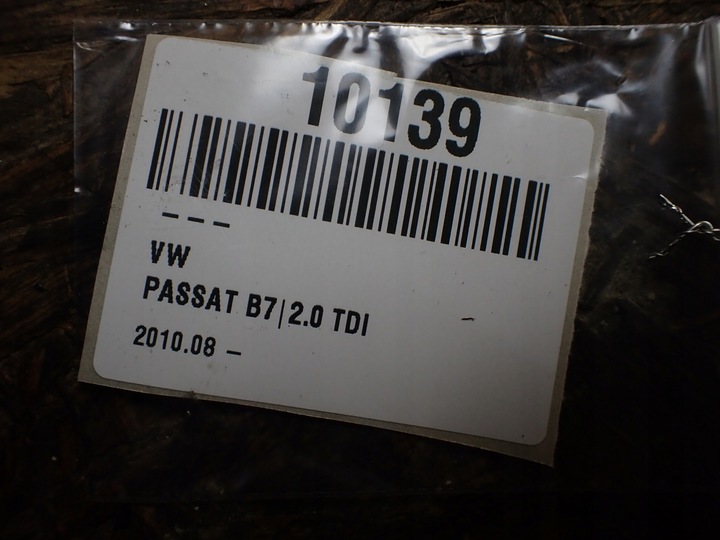 10139
– – –
VW
PASSAT B7|2.0 TDI
2010.08 –